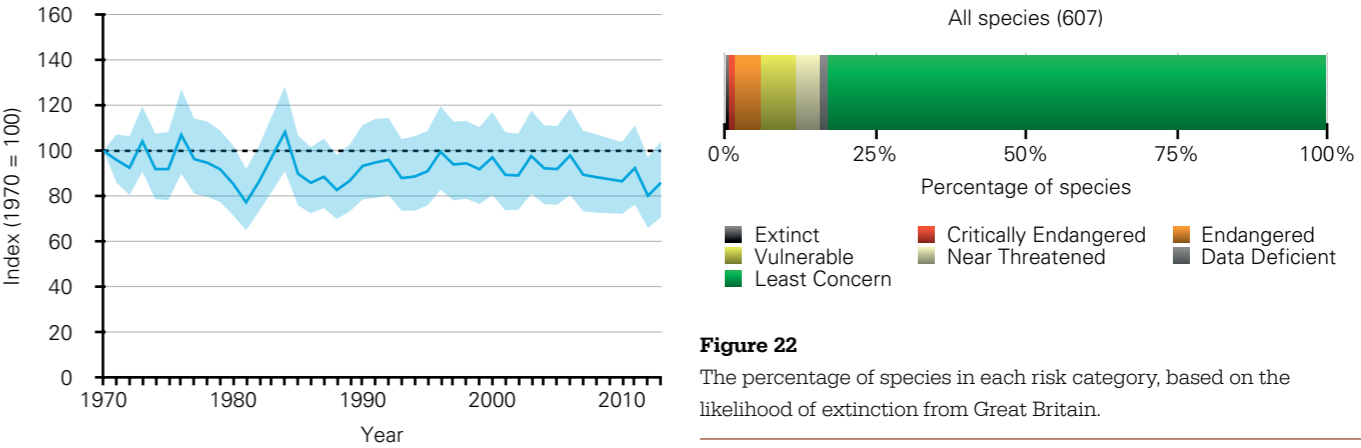 160
140
120
100
80
60
40
20
0
Index (1970 = 100)
1970
1980
1990
2000
2010
Year
All species (607)
0%
25%
50%
75%
100%
Percentage of species
Extinct
Critically Endangered
Endangered
Vulnerable
Near Threatened
Data Deficient
Least Concern
Figure 22
The percentage of species in each risk category, based on the
likelihood of extinction from Great Britain.